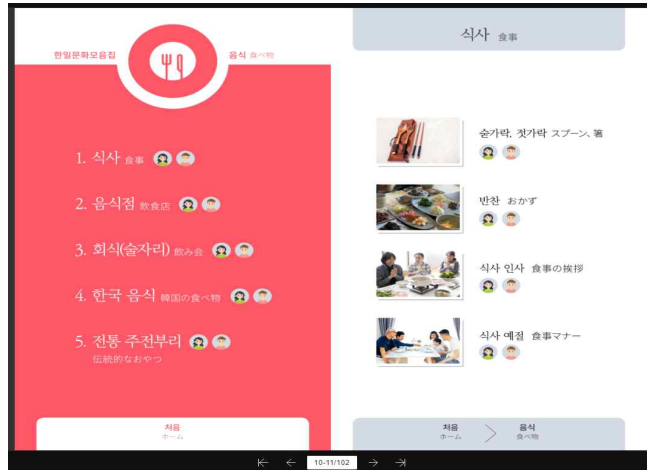 한일문화모음집
음식 食べ物
1. 식사 食事
2. 음식점 飲食店
3. 회식(술자리) 飲み会
4. 한국 음식 韓国の食べ物
5. 전통 주전부리
伝統的なおやつ
처음
ホーム
식사 食事
숟가락, 젓가락 スプーン、箸
반찬 おかず
식사 인사 食事の挨拶
식사 예절 食事マナー
처음
ホーム
음식
食べ物
10-11/102